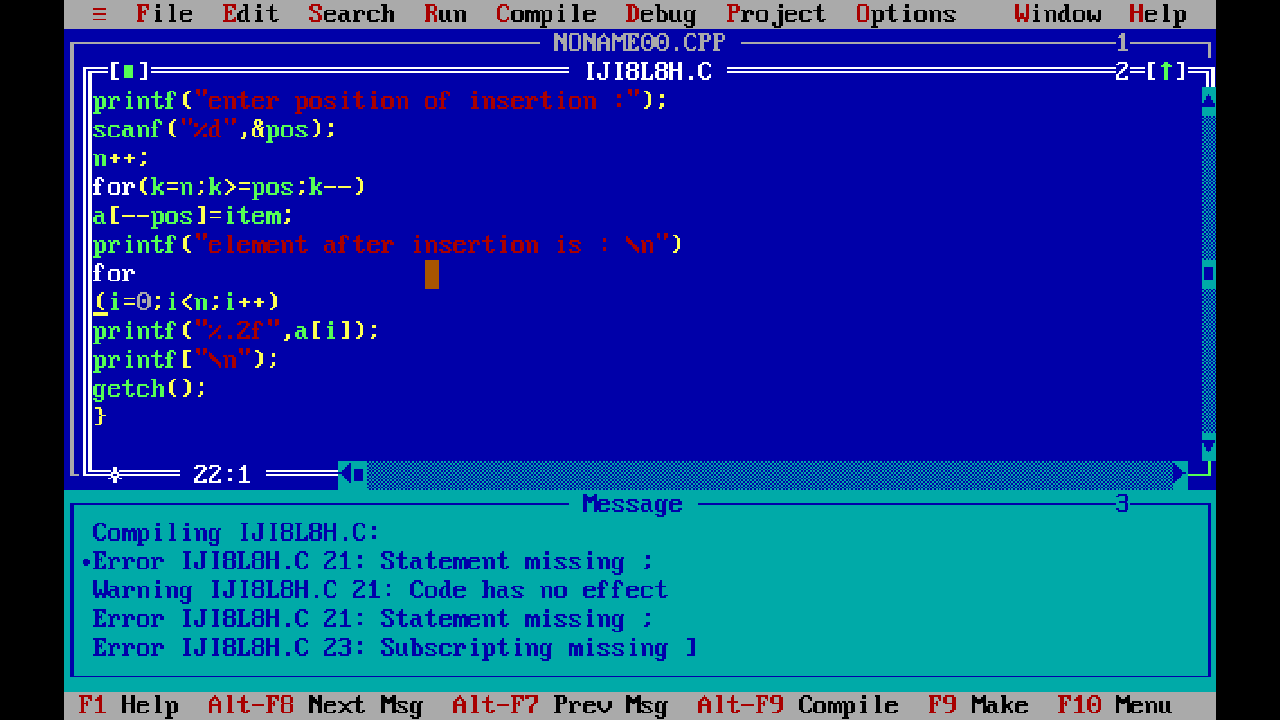 ≡ File Edit Search Run Compile Debug Project Options Window Help
NONAME00.CPP 1
[■] IJI8L8H.C 2=[↑]
printf("enter position of insertion :");
scanf("%d",&pos);
n++;
for(k=n;k>=pos;k--)
a[--pos]=item;
printf("element after insertion is : \n")
for
(i=0;i<n;i++)
printf("%.2f",a[i]);
printf["\n");
getch();
}
22:1
Message 3
Compiling IJI8L8H.C:
•Error IJI8L8H.C 21: Statement missing ;
Warning IJI8L8H.C 21: Code has no effect
Error IJI8L8H.C 21: Statement missing ;
Error IJI8L8H.C 23: Subscripting missing ]
F1 Help Alt-F8 Next Msg Alt-F7 Prev Msg Alt-F9 Compile F9 Make F10 Menu